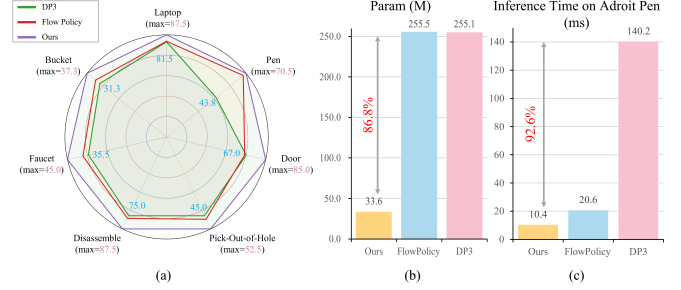 DP3
Flow Policy
Ours
Laptop
(max=87.5)
81.5
Bucket
(max=37.3)
31.3
Pen
(max=70.5)
43.8
Faucet
(max=45.0)
35.5
67.0
Door
(max=85.0)
75.0
45.0
Disassemble
(max=87.5)
Pick-Out-of-Hole
(max=52.5)
(a)
Param (M)
250.0
200.0
150.0
100.0
50.0
0.0
86.8%
33.6
255.5
255.1
Ours
FlowPolicy
DP3
(b)
Inference Time on Adroit Pen
(ms)
140
120
100
80
60
40
20
0
92.6%
10.4
20.6
140.2
Ours
FlowPolicy
DP3
(c)